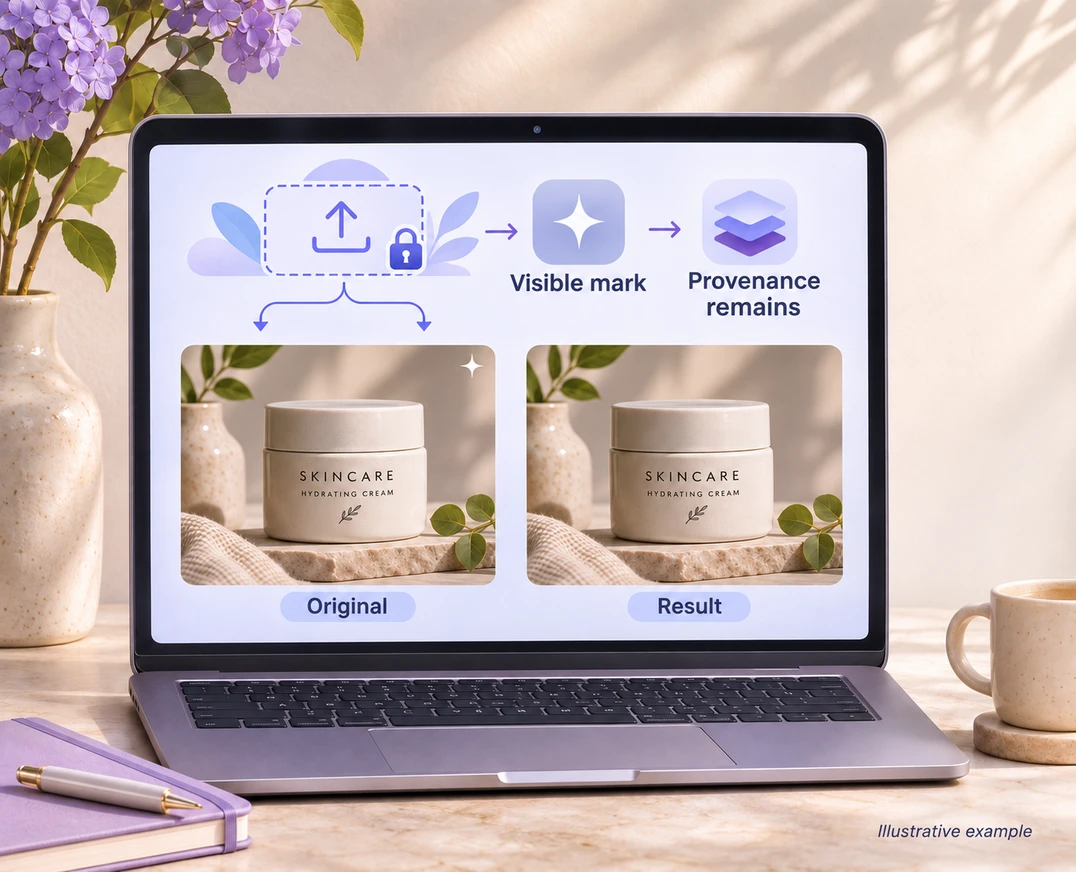 Visible mark
Provenance
remains
SKINCARE
HYDRATING CREAM
SKINCARE
HYDRATING CREAM
Original
Result
Illustrative example